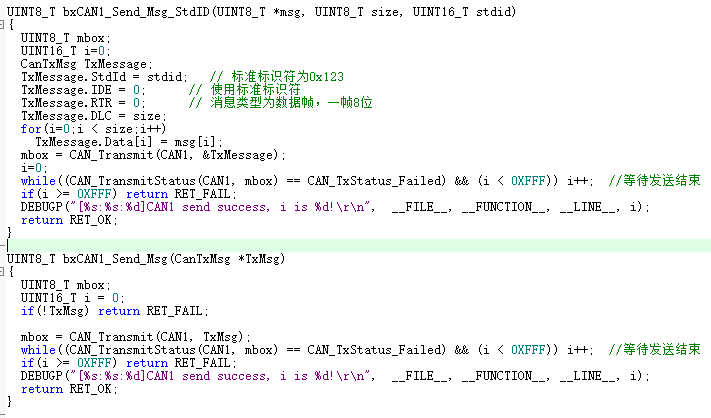 UINT8_T bxCAN1_Send_Msg_StdID(UINT8_T *msg, UINT8_T size, UINT16_T stdid)
{
  UINT8_T mbox;
  UINT16_T i=0;
  CanTxMsg TxMessage;
  TxMessage.StdId = stdid;   // 标准标识符为0x123
  TxMessage.IDE = 0;      // 使用标准标识符
  TxMessage.RTR = 0;      // 消息类型为数据帧，一帧8位
  TxMessage.DLC = size;
  for(i=0;i < size;i++)
    TxMessage.Data[i] = msg[i];
  mbox = CAN_Transmit(CAN1, &TxMessage);
  i=0;
  while((CAN_TransmitStatus(CAN1, mbox) == CAN_TxStatus_Failed) && (i < 0XFFF)) i++;  //等待发送结束
  if(i >= 0XFFF) return RET_FAIL;
  DEBUGP("[%s:%s:%d]CAN1 send success, i is %d!\r\n",  __FILE__, __FUNCTION__, __LINE__, i);
  return RET_OK;
}
UINT8_T bxCAN1_Send_Msg(CanTxMsg *TxMsg)
{
  UINT8_T mbox;
  UINT16_T i = 0;
  if(!TxMsg) return RET_FAIL;
  mbox = CAN_Transmit(CAN1, TxMsg);
  while((CAN_TransmitStatus(CAN1, mbox) == CAN_TxStatus_Failed) && (i < 0XFFF)) i++;  //等待发送结束
  if(i >= 0XFFF) return RET_FAIL;
  DEBUGP("[%s:%s:%d]CAN1 send success, i is %d!\r\n",  __FILE__, __FUNCTION__, __LINE__, i);
  return RET_OK;
}